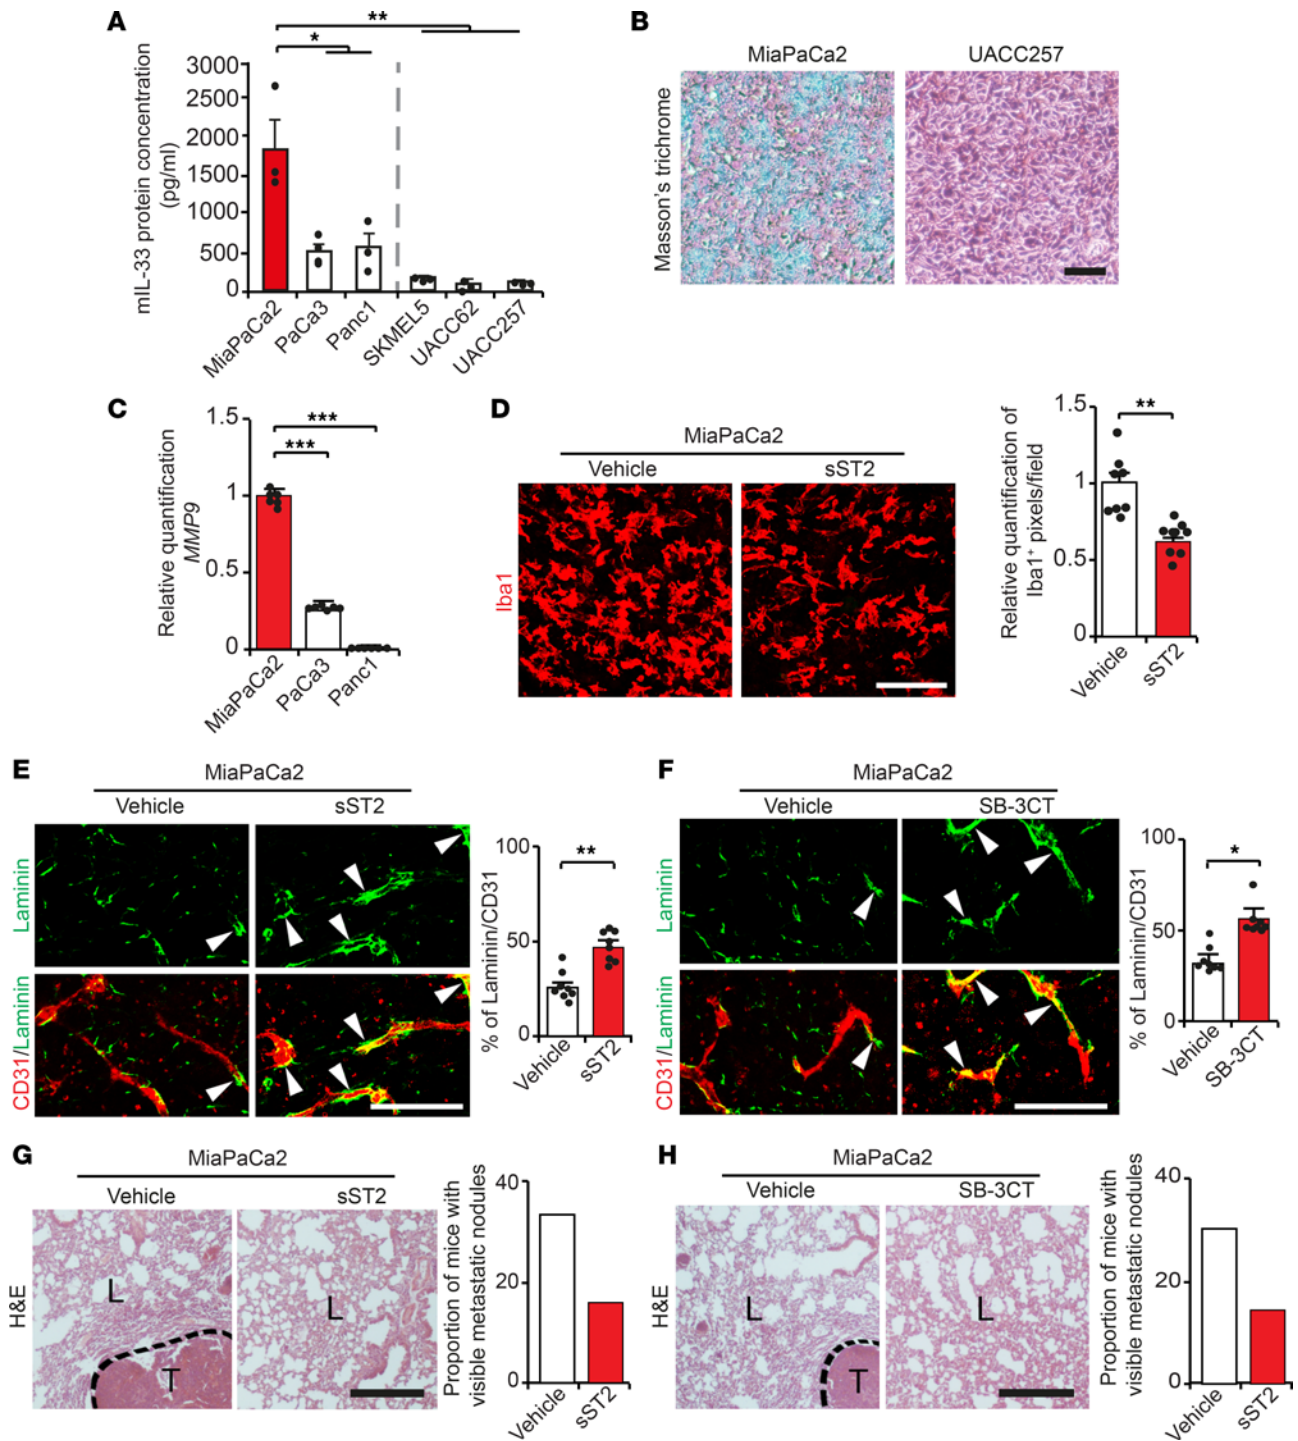 A
**
*
mIL-33 protein concentration
(pg/ml)
3000
2500
2000
1500
1000
500
0
MiaPaCa2
PaCa3
Panc1
SKMEL5
UACC62
UACC257
B
MiaPaCa2
UACC257
Masson's trichrome
C
Relative quantification
MMP9
1.5
1
0.5
0
***
***
MiaPaCa2
PaCa3
Panc1
D
MiaPaCa2
Vehicle
sST2
Iba1
Relative quantification of
Iba1+ pixels/field
1.5
1
0.5
0
**
Vehicle
sST2
E
MiaPaCa2
Vehicle
sST2
Laminin
CD31/Laminin
% of Laminin/CD31
100
50
0
**
Vehicle
sST2
F
MiaPaCa2
Vehicle
SB-3CT
Laminin
CD31/Laminin
% of Laminin/CD31
100
50
0
*
Vehicle
SB-3CT
G
MiaPaCa2
Vehicle
sST2
H&E
L
T
L
Proportion of mice with
visible metastatic nodules
40
20
0
Vehicle
sST2
H
MiaPaCa2
Vehicle
SB-3CT
H&E
L
T
L
Proportion of mice with
visible metastatic nodules
40
20
0
Vehicle
sST2